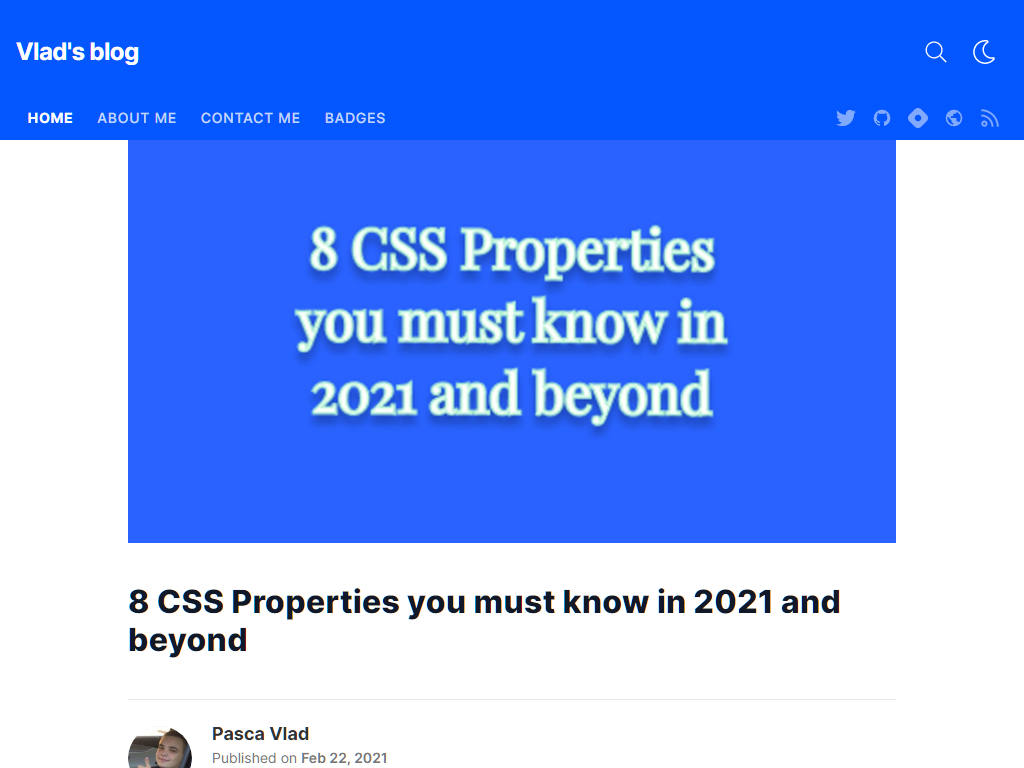 Vlad's blog
HOME ABOUT ME CONTACT ME BADGES
8 CSS Properties
you must know in
2021 and beyond
8 CSS Properties you must know in 2021 and
beyond
Pasca Vlad
Published on Feb 22, 2021